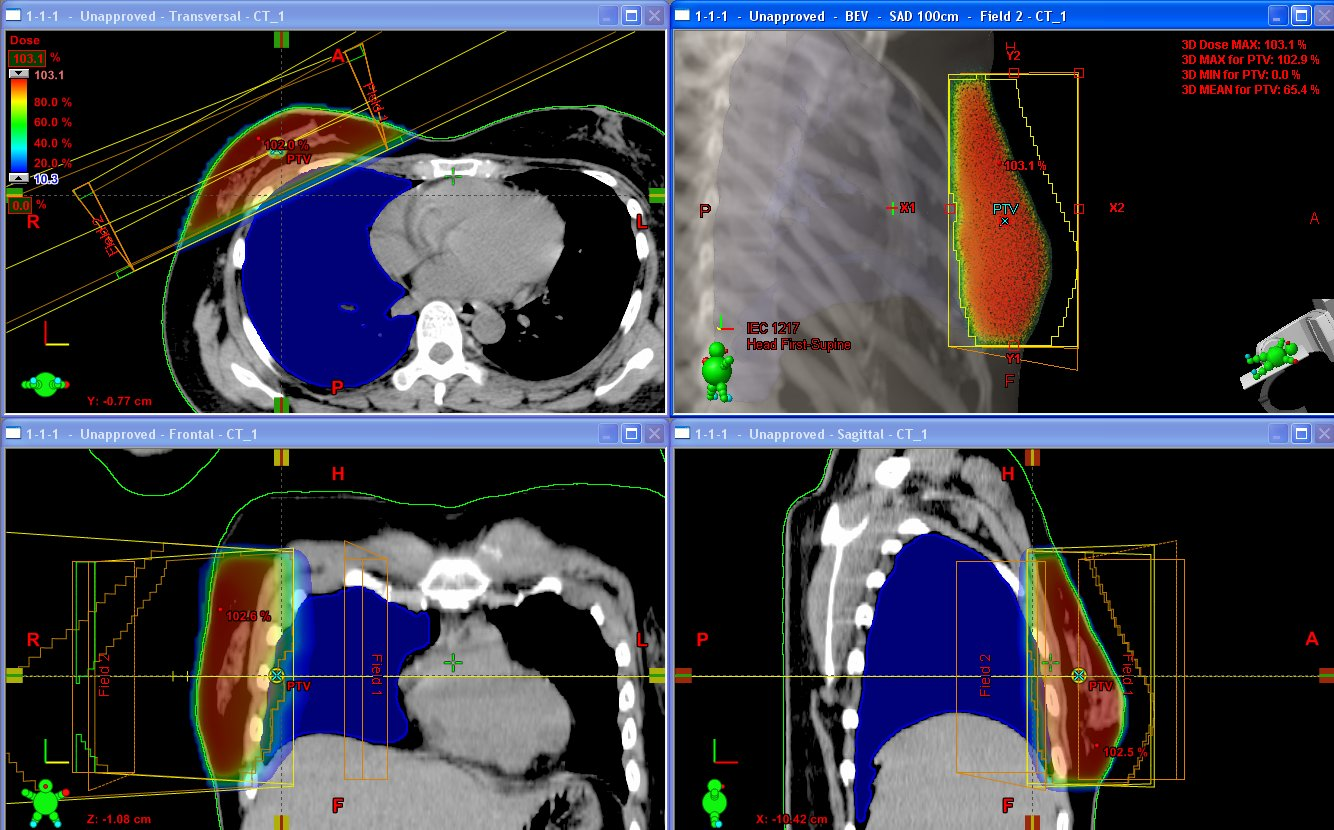 1-1-1 - Unapproved - Transversal - CT_1
Dose
103.1 %
103.1
80.0 %
60.0 %
40.0 %
20.0 %
10.3
0.0 %
A
Field 1
102.0 %
PTV
R
L
Field 2
P
Y: -0.77 cm
1-1-1 - Unapproved - BEV - SAD 100cm - Field 2 - CT_1
3D Dose MAX: 103.1 %
3D MAX for PTV: 102.9 %
3D MIN for PTV: 0.0 %
3D MEAN for PTV: 65.4 %
H
Y2
103.1 %
P
X1
PTV
X2
A
IEC 1217
Head First-Supine
Y1
F
1-1-1 - Unapproved - Frontal - CT_1
H
102.6 %
R
L
Field 2
Field 1
PTV
F
Z: -1.08 cm
1-1-1 - Unapproved - Sagittal - CT_1
H
P
A
Field 2
Field 1
PTV
102.5 %
F
X: -10.42 cm